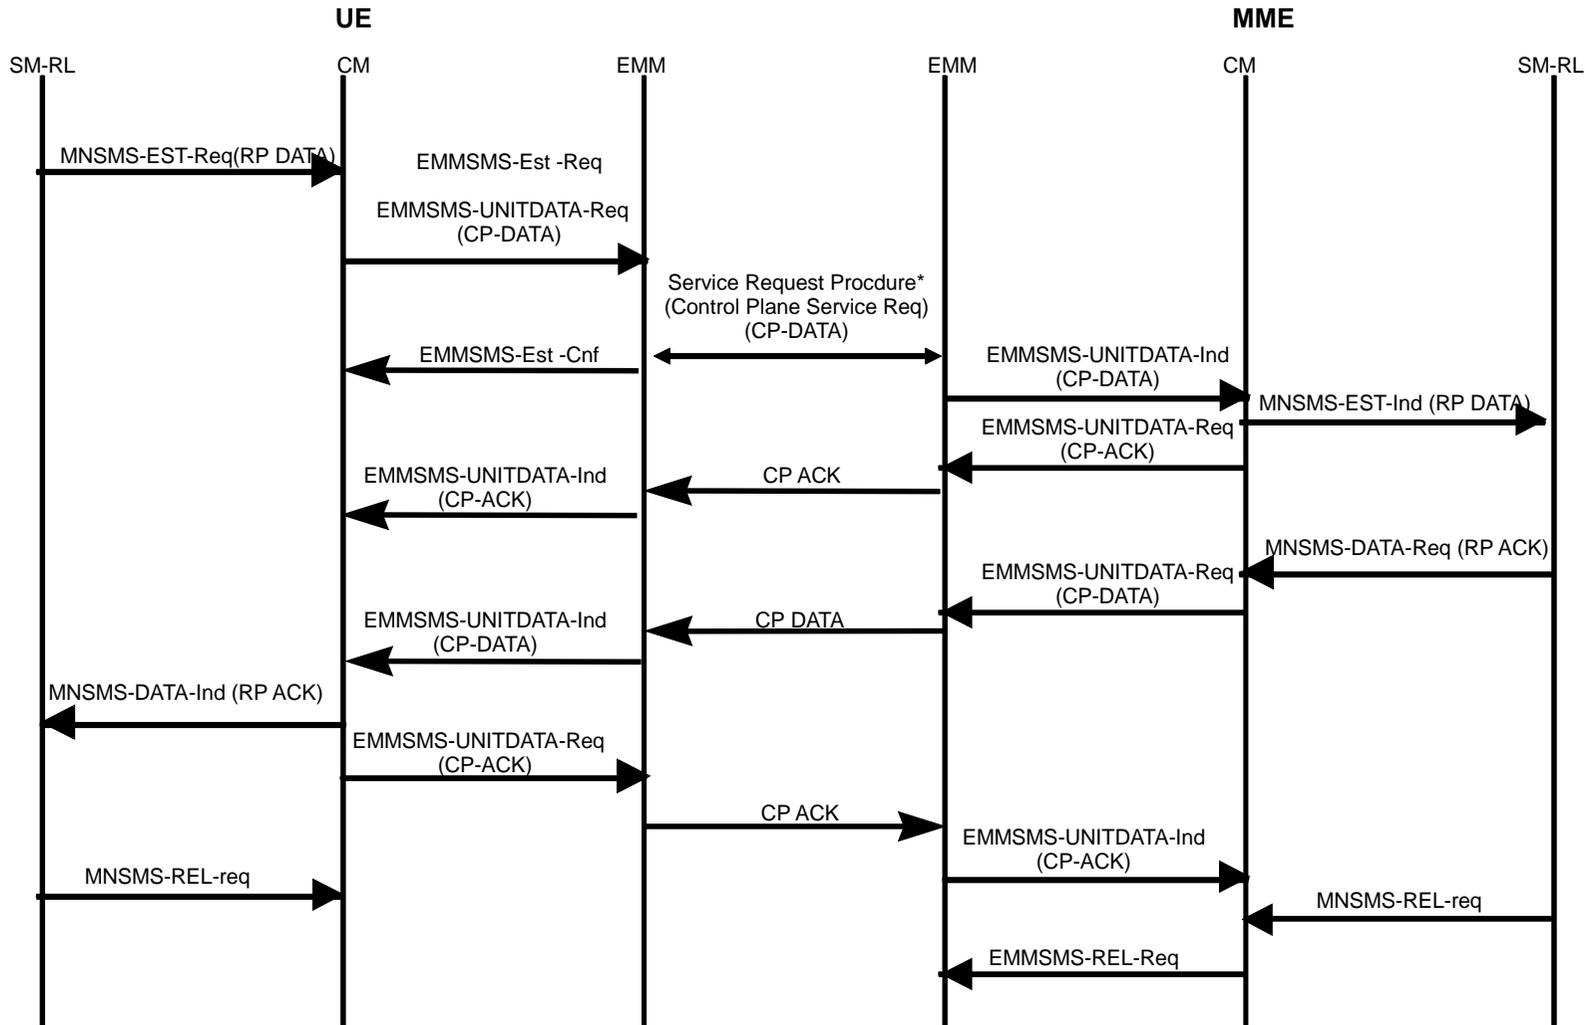 UE
MME
SM-RL
CM
EMM
EMM
CM
SM-RL
MNSMS-EST-Req(RP DATA)
EMMSMS-Est -Req
EMMSMS-UNITDATA-Req
(CP-DATA)
Service Request Procdure*
(Control Plane Service Req)
(CP-DATA)
EMMSMS-Est -Cnf
EMMSMS-UNITDATA-Ind
(CP-DATA)
MNSMS-EST-Ind (RP DATA)
EMMSMS-UNITDATA-Req
(CP-ACK)
CP ACK
EMMSMS-UNITDATA-Ind
(CP-ACK)
MNSMS-DATA-Req (RP ACK)
EMMSMS-UNITDATA-Req
(CP-DATA)
CP DATA
EMMSMS-UNITDATA-Ind
(CP-DATA)
MNSMS-DATA-Ind (RP ACK)
EMMSMS-UNITDATA-Req
(CP-ACK)
CP ACK
EMMSMS-UNITDATA-Ind
(CP-ACK)
MNSMS-REL-req
MNSMS-REL-req
EMMSMS-REL-Req